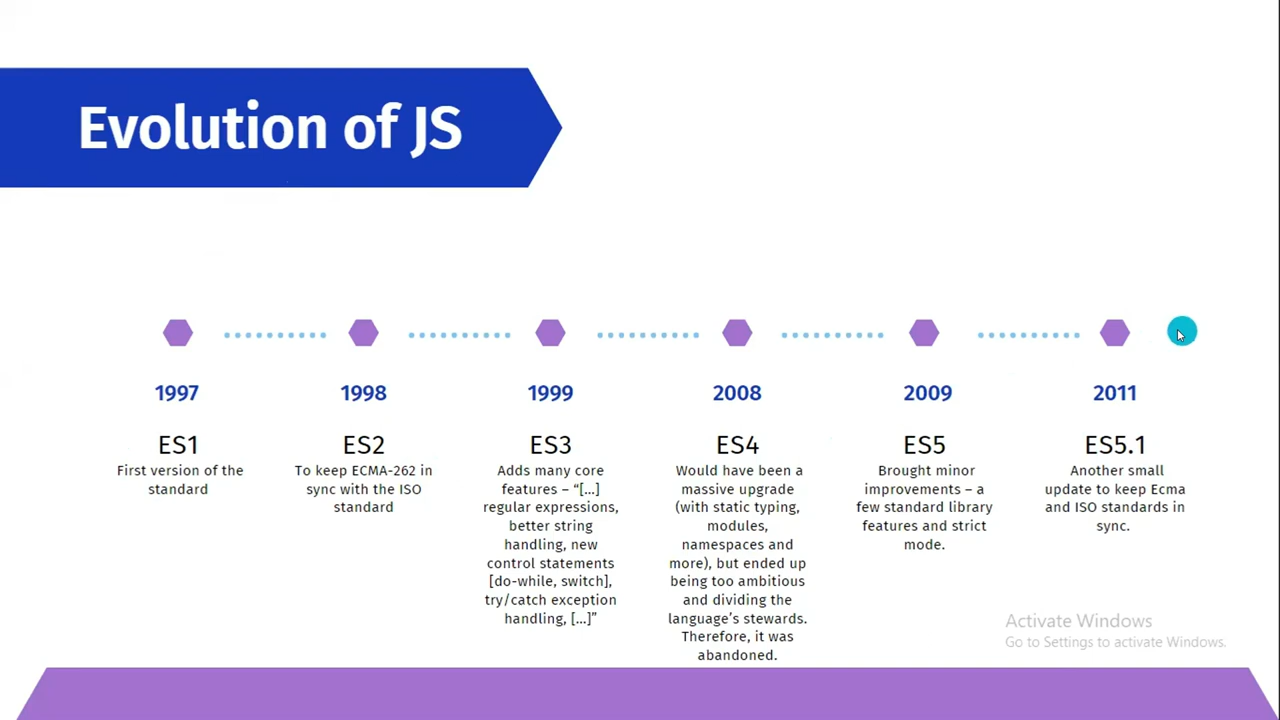 Evolution of JS
1997
ES1
First version of the
standard
1998
ES2
To keep ECMA-262 in
sync with the ISO
standard
1999
ES3
Adds many core
features – “[...]
regular expressions,
better string
handling, new
control statements
[do-while, switch],
try/catch exception
handling, [...]”
2008
ES4
Would have been a
massive upgrade
(with static typing,
modules,
namespaces and
more), but ended up
being too ambitious
and dividing the
language’s stewards.
Therefore, it was
abandoned.
2009
ES5
Brought minor
improvements – a
few standard library
features and strict
mode.
2011
ES5.1
Another small
update to keep Ecma
and ISO standards in
sync.
Activate Windows
Go to Settings to activate Windows.